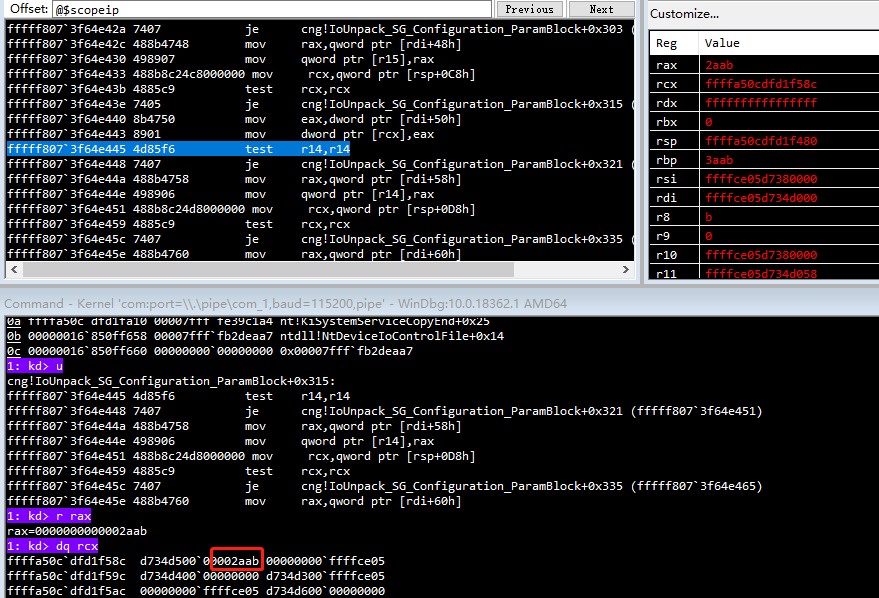 Offset: @$scopeip Previous Next
fffff807`3f64e42a 7407 je cng!IoUnpack_SG_Configuration_ParamBlock+0x303 (
fffff807`3f64e42c 488b4748 mov rax,qword ptr [rdi+48h]
fffff807`3f64e430 498907 mov qword ptr [r15],rax
fffff807`3f64e433 488b8c24c8000000 mov rcx,qword ptr [rsp+0C8h]
fffff807`3f64e43b 4885c9 test rcx,rcx
fffff807`3f64e43e 7405 je cng!IoUnpack_SG_Configuration_ParamBlock+0x315 (
fffff807`3f64e440 8b4750 mov eax,dword ptr [rdi+50h]
fffff807`3f64e443 8901 mov dword ptr [rcx],eax
fffff807`3f64e445 4d85f6 test r14,r14
fffff807`3f64e448 7407 je cng!IoUnpack_SG_Configuration_ParamBlock+0x321 (
fffff807`3f64e44a 488b4758 mov rax,qword ptr [rdi+58h]
fffff807`3f64e44e 498906 mov qword ptr [r14],rax
fffff807`3f64e451 488b8c24d8000000 mov rcx,qword ptr [rsp+0D8h]
fffff807`3f64e459 4885c9 test rcx,rcx
fffff807`3f64e45c 7407 je cng!IoUnpack_SG_Configuration_ParamBlock+0x335 (
fffff807`3f64e45e 488b4760 mov rax,qword ptr [rdi+60h]
Customize...
Reg Value
rax 2aab
rcx ffffa50cdfd1f58c
rdx ffffffffffffffff
rbx 0
rsp ffffa50cdfd1f480
rbp 3aab
rsi ffffce05d7380000
rdi ffffce05d734d000
r8 b
r9 0
r10 ffffce05d7380000
r11 ffffce05d734d058
Command - Kernel 'com:port=\\.\pipe\com_1,baud=115200,pipe' - WinDbg:10.0.18362.1 AMD64
0a ffffa50c`dfd1fa10 00007fff`fe39c1a4 nt!KiSystemServiceCopyEnd+0x25
0b 00000016`850ff658 00007fff`fb2deaa7 ntdll!NtDeviceIoControlFile+0x14
0c 00000016`850ff660 00000000`00000000 0x00007fff`fb2deaa7
1: kd> u
cng!IoUnpack_SG_Configuration_ParamBlock+0x315:
fffff807`3f64e445 4d85f6 test r14,r14
fffff807`3f64e448 7407 je cng!IoUnpack_SG_Configuration_ParamBlock+0x321 (fffff807`3f64e451)
fffff807`3f64e44a 488b4758 mov rax,qword ptr [rdi+58h]
fffff807`3f64e44e 498906 mov qword ptr [r14],rax
fffff807`3f64e451 488b8c24d8000000 mov rcx,qword ptr [rsp+0D8h]
fffff807`3f64e459 4885c9 test rcx,rcx
fffff807`3f64e45c 7407 je cng!IoUnpack_SG_Configuration_ParamBlock+0x335 (fffff807`3f64e465)
fffff807`3f64e45e 488b4760 mov rax,qword ptr [rdi+60h]
1: kd> r rax
rax=0000000000002aab
1: kd> dq rcx
ffffa50c`dfd1f58c d734d500`00002aab 00000000`ffffce05
ffffa50c`dfd1f59c d734d400`00000000 d734d300`ffffce05
ffffa50c`dfd1f5ac 00000000`ffffce05 d734d600`00000000